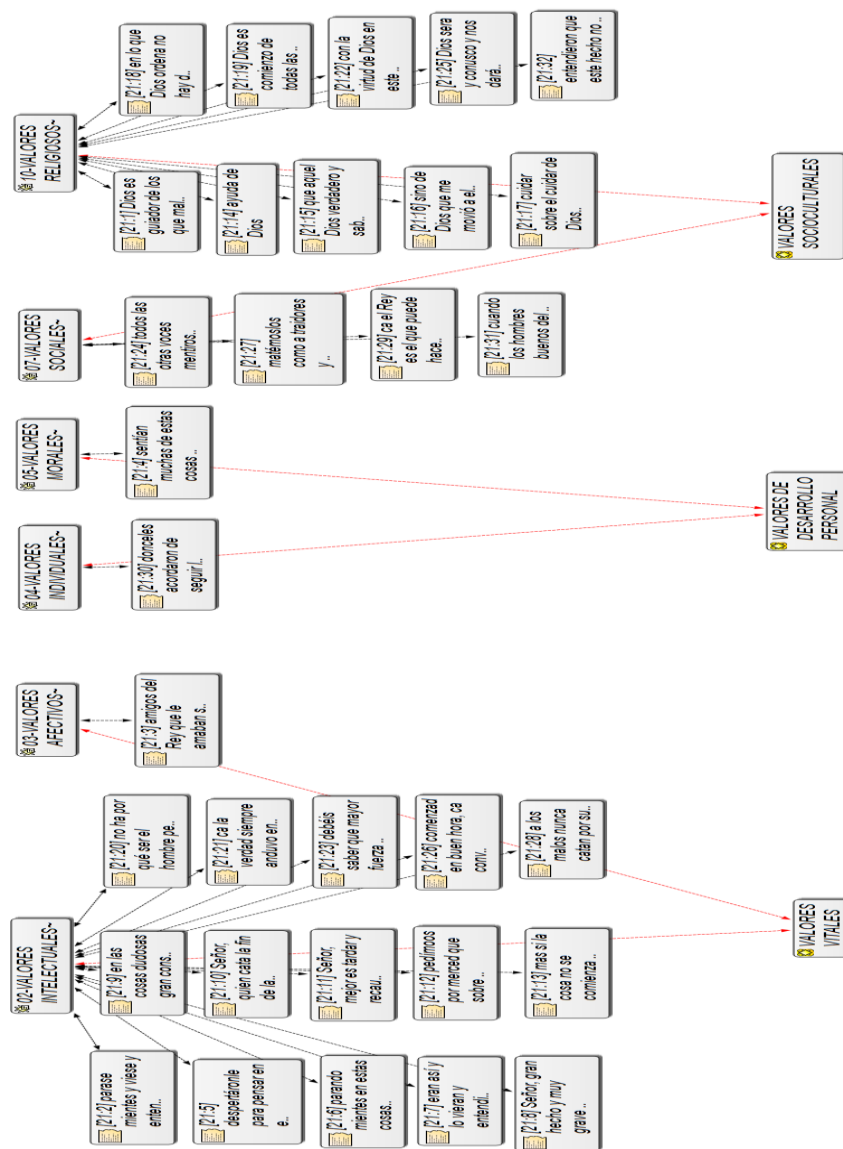 02-VALORES
INTELECTUALES~
03-VALORES
AFECTIVOS~
04-VALORES
INDIVIDUALES~
05-VALORES
MORALES~
07-VALORES
SOCIALES~
10-VALORES
RELIGIOSOS~
[21:2] parase
mientes y viese y
enten..
[21:5]
despertáronle
para pensar en
e..
[21:6] parando
mientes en estas
cosas..
[21:7] eran así y
lo vieran y
entendí..
[21:8] Señor, gran
hecho y muy
grave..
[21:9] en las
cosas dudosas
gran cons..
[21:10] Señor,
quien cata la fin
de la..
[21:11] Señor,
mejor es tardar y
recau..
[21:12] pedímoos
por merced que
sobre ..
[21:13] mas si la
cosa no se
comienza ..
[21:20] no ha por
qué ser el
hombre pe..
[21:21] ca la
verdad siempre
anduvo en..
[21:23] debéis
saber que mayor
fuerza ..
[21:26] comenzad
en buen hora, ca
conv..
[21:28] a los
malos nunca
catan por su..
[21:3] amigos del
Rey que le
amaban s..
[21:30] donceles
acordaron de
seguir l..
[21:4] sentían
muchas de estas
cosas ..
[21:24] todos las
otras voces
mentiros..
[21:27]
matémoslos
como a traidores
y ..
[21:29] ca el Rey
es el que puede
hace..
[21:31] cuando
los hombres
buenos del ..
[21:1] Dios es
guiador de los
que mal..
[21:14] ayuda de
Dios
[21:15] que aquel
Dios verdadero y
sab..
[21:16] sino de
Dios que me
movió a el..
[21:17] cuidar
sobre el cuidar de
Dios..
[21:18] en lo que
Dios ordena no
hay d..
[21:19] Dios es
comienzo de
todas las ..
[21:22] con la
virtud de Dios en
este ..
[21:25] Dios sera
y conusco y nos
dará..
[21:32]
entendieron que
este hecho no ..
VALORES
VITALES
VALORES DE
DESARROLLO
PERSONAL
VALORES
SOCIOCULTURALES